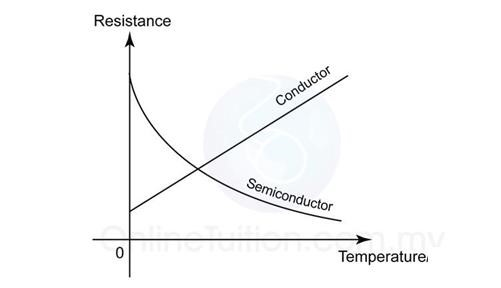 Resistance
Conductor
Semiconductor
0
OnlineTuition.com.my
Temperature/